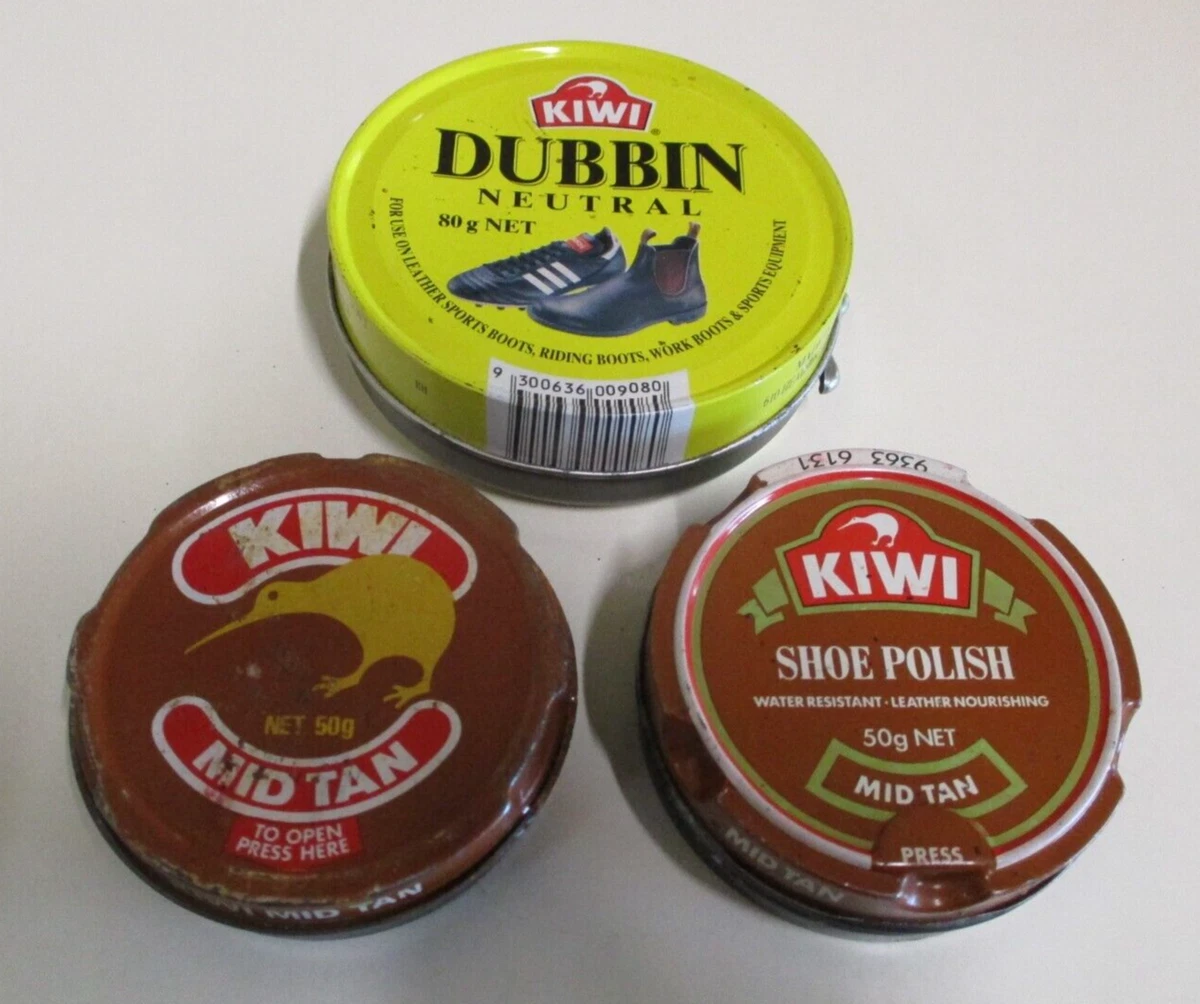 KIWI
DUBBIN
NEUTRAL
80 g NET
FOR USE ON LEATHER SPORTS BOOTS, RIDING BOOTS, WORK BOOTS & SPORTS EQUIPMENT
9 300636 009080
KIWI
NET 50g
MID TAN
TO OPEN
PRESS HERE
KIWI MID TAN
9363 6131
KIWI
SHOE POLISH
WATER RESISTANT · LEATHER NOURISHING
50g NET
MID TAN
PRESS
MID TAN